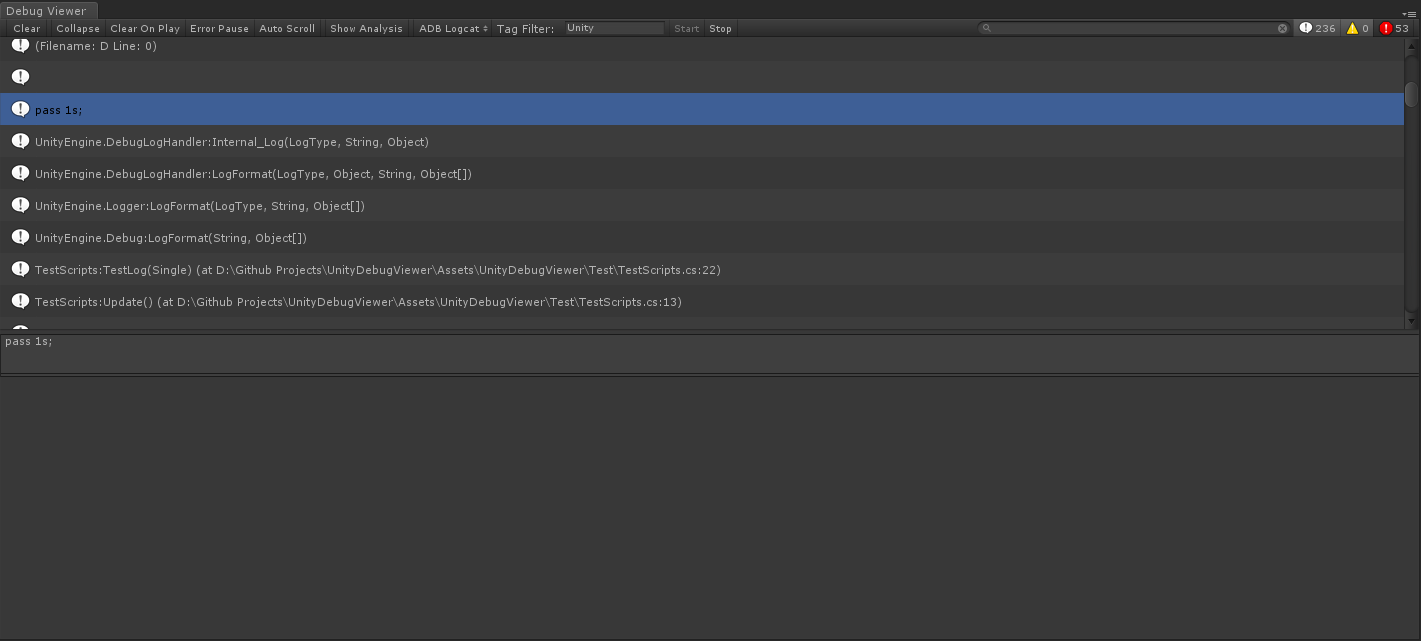 Debug Viewer
Clear Collapse Clear On Play Error Pause Auto Scroll Show Analysis ADB Logcat Tag Filter: Unity Start Stop 236 0 53
(Filename: D Line: 0)
pass 1s;
UnityEngine.DebugLogHandler:Internal_Log(LogType, String, Object)
UnityEngine.DebugLogHandler:LogFormat(LogType, Object, String, Object[])
UnityEngine.Logger:LogFormat(LogType, String, Object[])
UnityEngine.Debug:LogFormat(String, Object[])
TestScripts:TestLog(Single) (at D:\Github Projects\UnityDebugViewer\Assets\UnityDebugViewer\Test\TestScripts.cs:22)
TestScripts:Update() (at D:\Github Projects\UnityDebugViewer\Assets\UnityDebugViewer\Test\TestScripts.cs:13)
pass 1s;